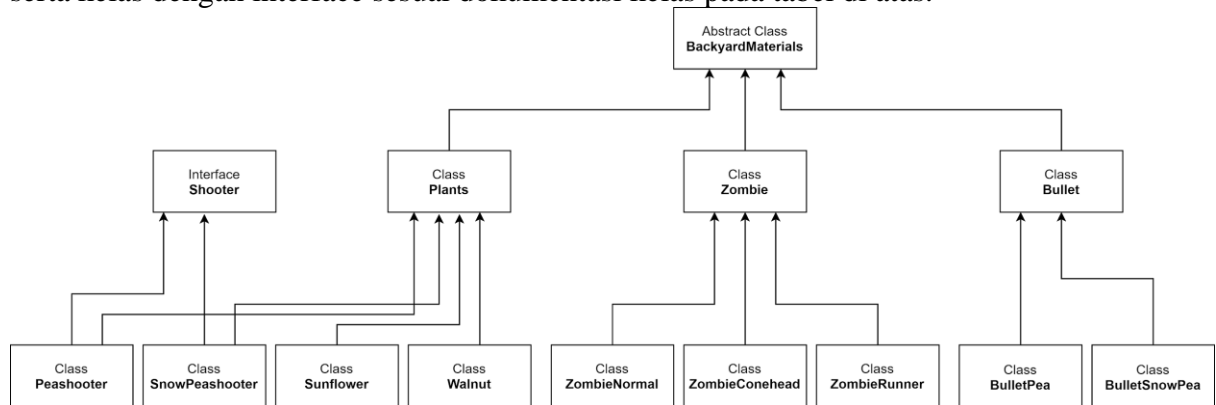 serta kelas dengan interface sesuai dokumentasi kelas pada tabel di atas.
Abstract Class
BackyardMaterials
Interface
Shooter
Class
Plants
Class
Zombie
Class
Bullet
Class
Peashooter
Class
SnowPeashooter
Class
Sunflower
Class
Walnut
Class
ZombieNormal
Class
ZombieConehead
Class
ZombieRunner
Class
BulletPea
Class
BulletSnowPea